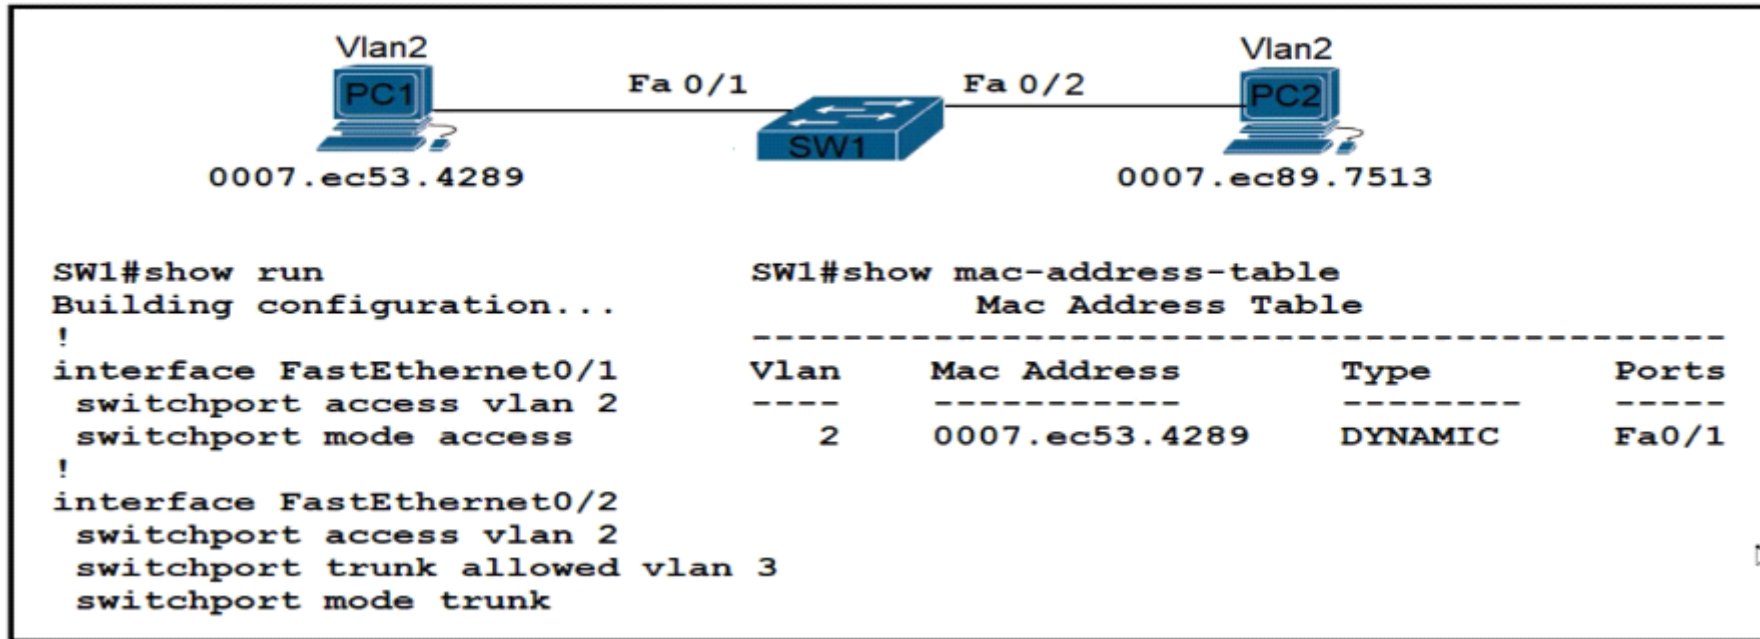 Vlan2
Vlan2
Fa 0/1
Fa 0/2
PC1
PC2
SW1
0007.ec53.4289
0007.ec89.7513
SW1#show run
Building configuration...
!
interface FastEthernet0/1
switchport access vlan 2
switchport mode access
!
interface FastEthernet0/2
switchport access vlan 2
switchport trunk allowed vlan 3
switchport mode trunk
SW1#show mac-address-table
Mac Address Table
-------------------------------------------
Vlan Mac Address Type Ports
---- ----------- -------- -----
2 0007.ec53.4289 DYNAMIC Fa0/1